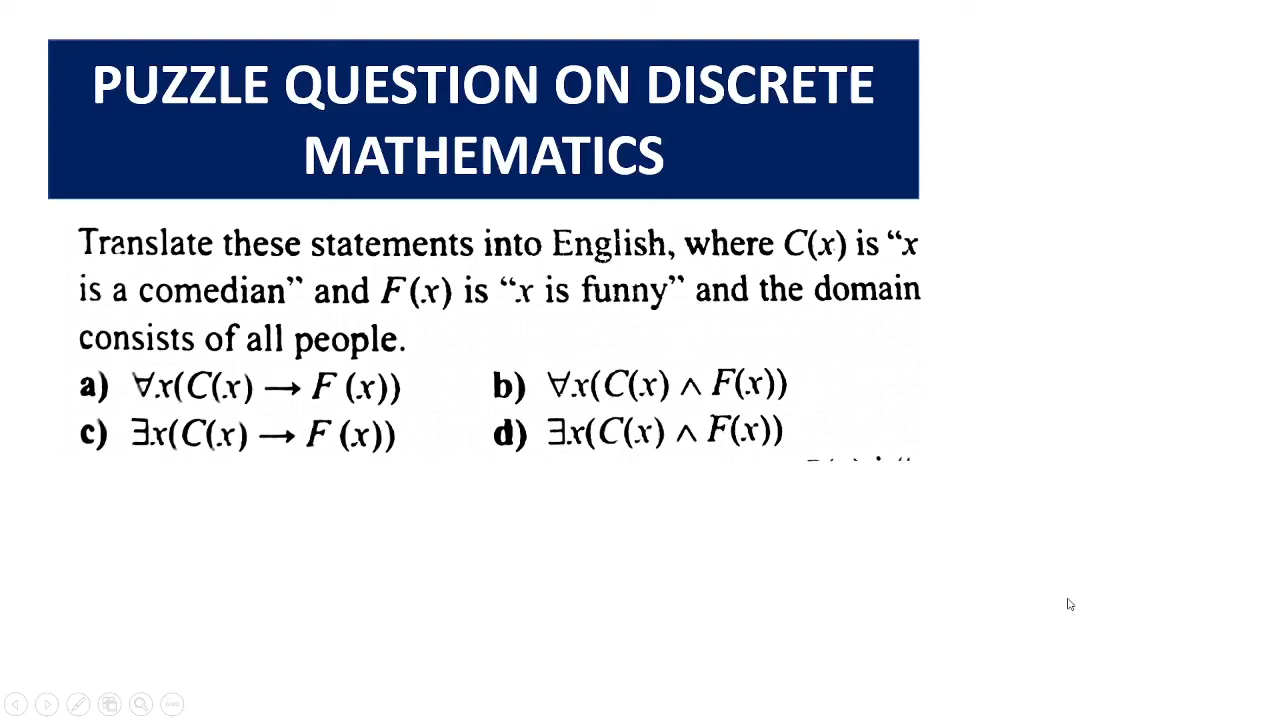 PUZZLE QUESTION ON DISCRETE
MATHEMATICS
Translate these statements into English, where C(x) is “x
is a comedian” and F(x) is “x is funny” and the domain
consists of all people.
a) ∀x(C(x) → F (x)) b) ∀x(C(x) ∧ F(x))
c) ∃x(C(x) → F (x)) d) ∃x(C(x) ∧ F(x))